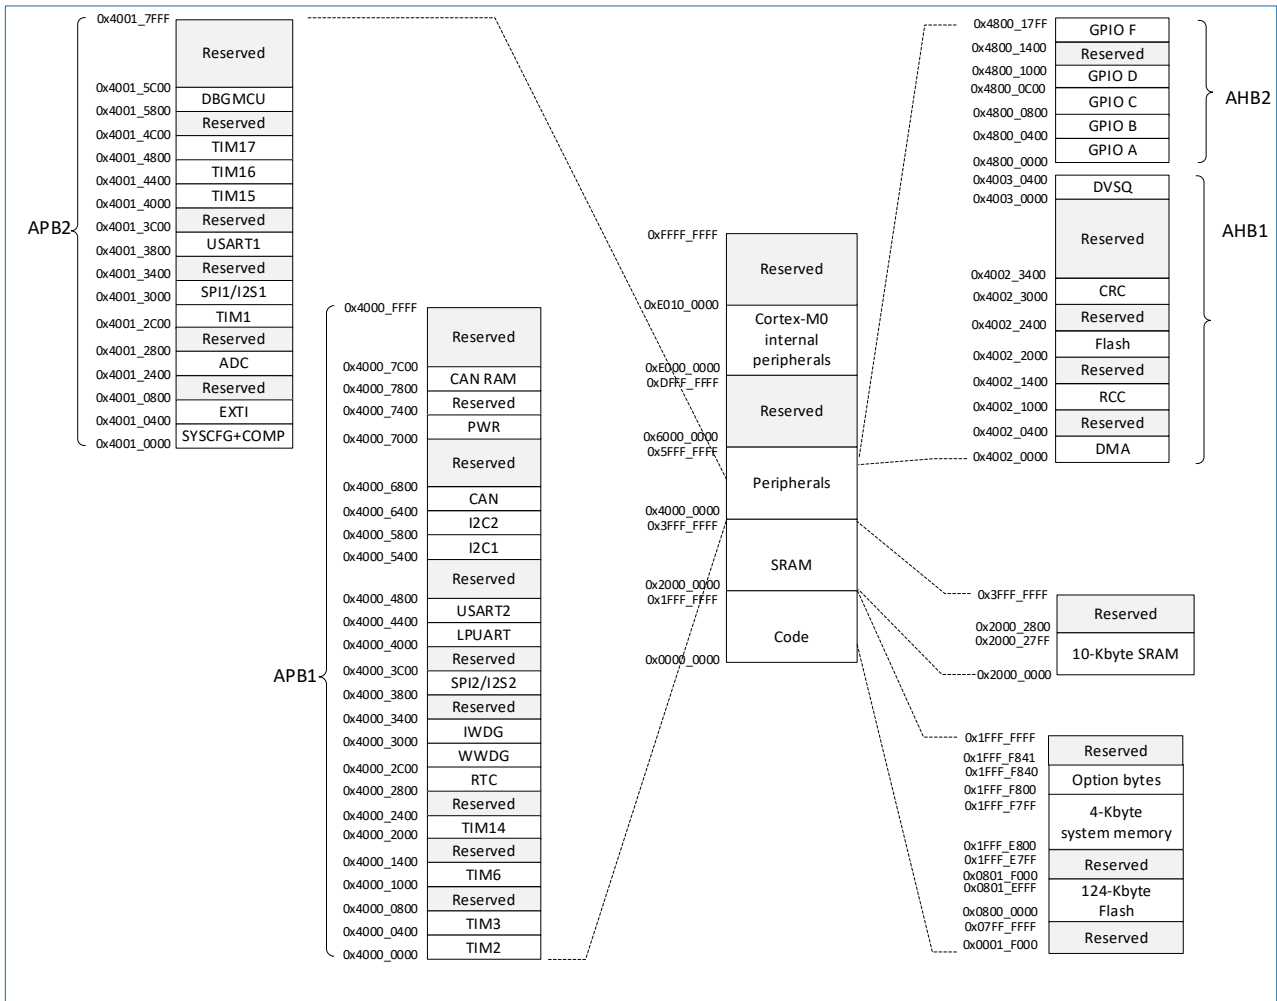 0x4001_7FFF
Reserved
0x4001_5C00
DBGMCU
0x4001_5800
Reserved
0x4001_4C00
TIM17
0x4001_4800
TIM16
0x4001_4400
TIM15
0x4001_4000
Reserved
0x4001_3C00
APB2
USART1
0x4001_3800
Reserved
0x4001_3400
SPI1/I2S1
0x4001_3000
TIM1
0x4001_2C00
Reserved
0x4001_2800
ADC
0x4001_2400
Reserved
0x4001_0800
EXTI
0x4001_0400
SYSCFG+COMP
0x4001_0000
0x4000_FFFF
Reserved
0x4000_7C00
CAN RAM
0x4000_7800
Reserved
0x4000_7400
PWR
0x4000_7000
Reserved
0x4000_6800
CAN
0x4000_6400
I2C2
0x4000_5800
I2C1
0x4000_5400
Reserved
0x4000_4800
USART2
0x4000_4400
LPUART
0x4000_4000
Reserved
0x4000_3C00
APB1
SPI2/I2S2
0x4000_3800
Reserved
0x4000_3400
IWDG
0x4000_3000
WWDG
0x4000_2C00
RTC
0x4000_2800
Reserved
0x4000_2400
TIM14
0x4000_2000
Reserved
0x4000_1400
TIM6
0x4000_1000
Reserved
0x4000_0800
TIM3
0x4000_0400
TIM2
0x4000_0000
0xFFFF_FFFF
Reserved
0xE010_0000
Cortex-M0
internal
peripherals
0xE000_0000
0xDFFF_FFFF
Reserved
0x6000_0000
0x5FFF_FFFF
Peripherals
0x4000_0000
0x3FFF_FFFF
SRAM
0x2000_0000
0x1FFF_FFFF
Code
0x0000_0000
0x4800_17FF
GPIO F
0x4800_1400
Reserved
0x4800_1000
GPIO D
0x4800_0C00
AHB2
GPIO C
0x4800_0800
GPIO B
0x4800_0400
GPIO A
0x4800_0000
0x4003_0400
DVSQ
0x4003_0000
AHB1
Reserved
0x4002_3400
CRC
0x4002_3000
Reserved
0x4002_2400
Flash
0x4002_2000
Reserved
0x4002_1400
RCC
0x4002_1000
Reserved
0x4002_0400
DMA
0x4002_0000
0x3FFF_FFFF
Reserved
0x2000_2800
0x2000_27FF
10-Kbyte SRAM
0x2000_0000
0x1FFF_FFFF
Reserved
0x1FFF_F841
0x1FFF_F840
Option bytes
0x1FFF_F800
0x1FFF_F7FF
4-Kbyte
system memory
0x1FFF_E800
0x1FFF_E7FF
Reserved
0x0801_F000
0x0801_EFFF
124-Kbyte
Flash
0x0800_0000
0x07FF_FFFF
Reserved
0x0001_F000